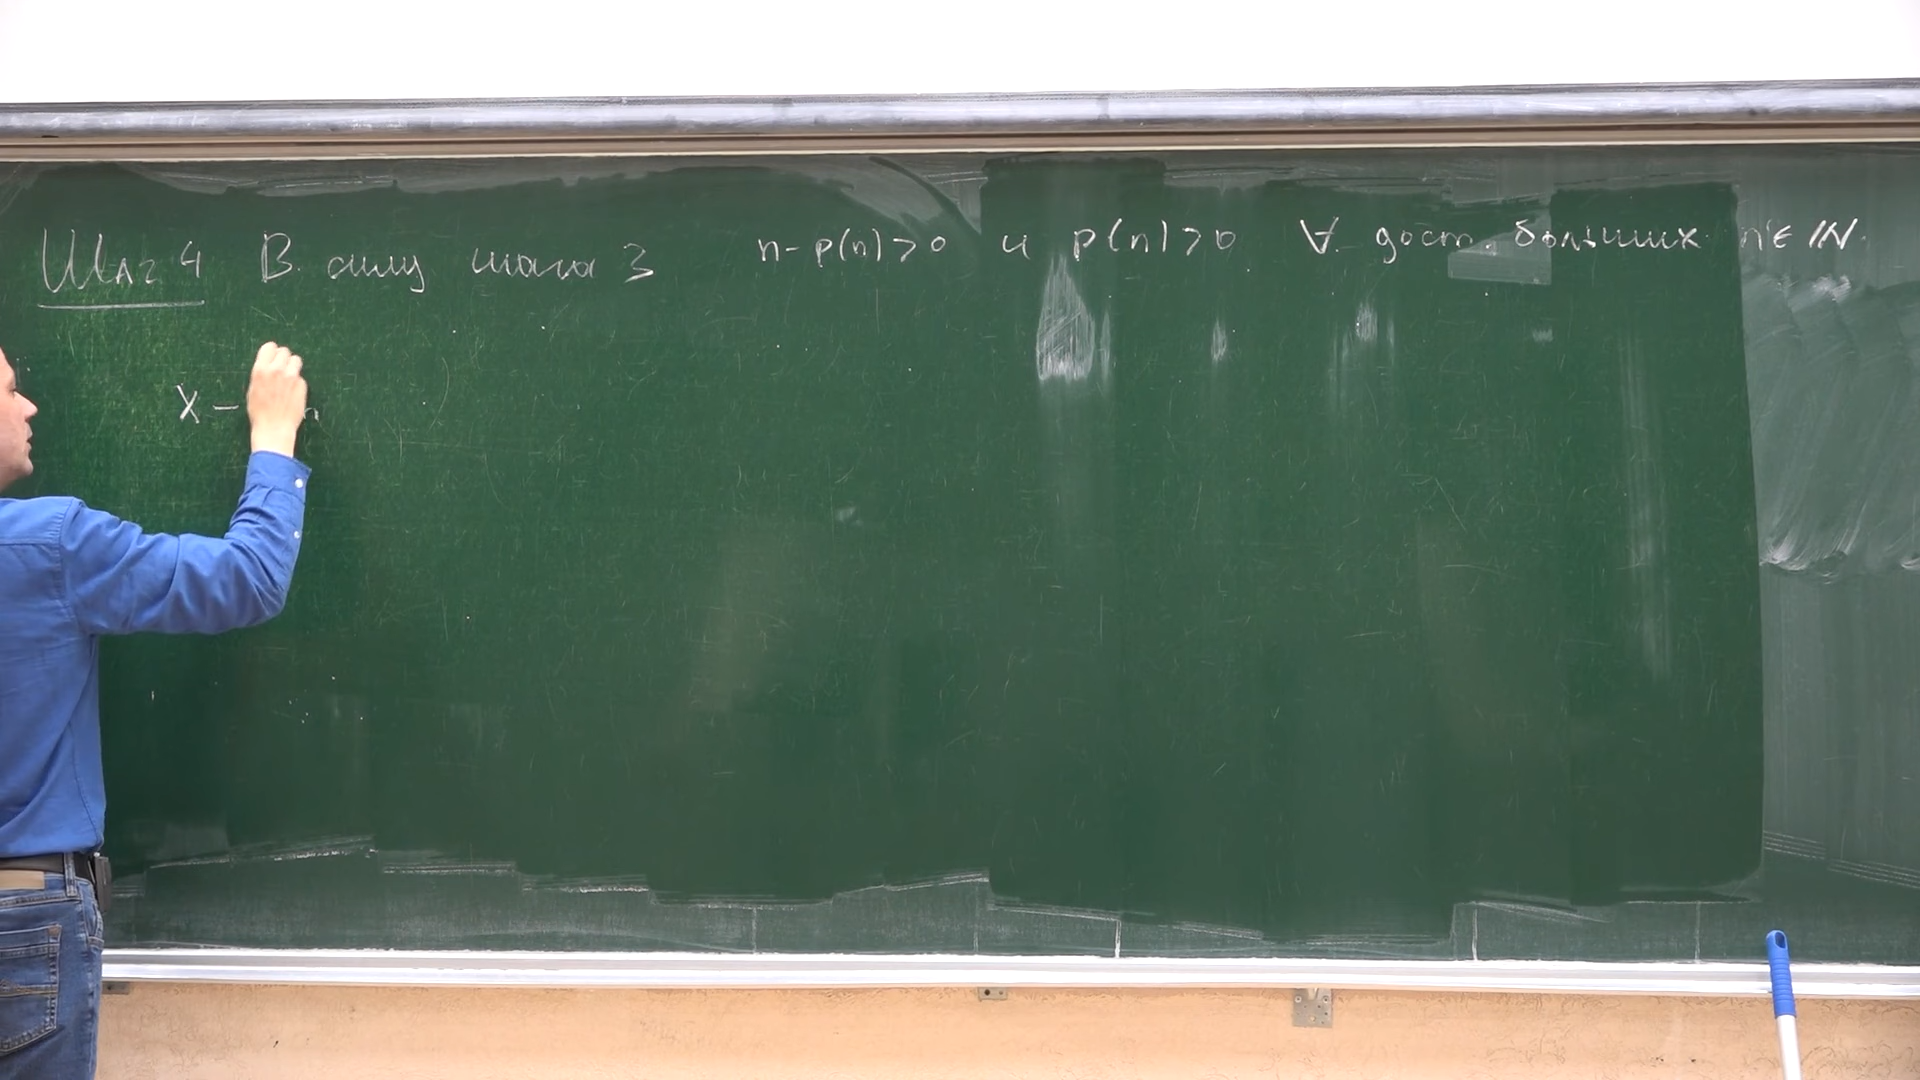 Шаг 4 В силу шага 3 n-p(n)>0 и p(n)>0 ∀ дост. больших n∈ℕ.
X -